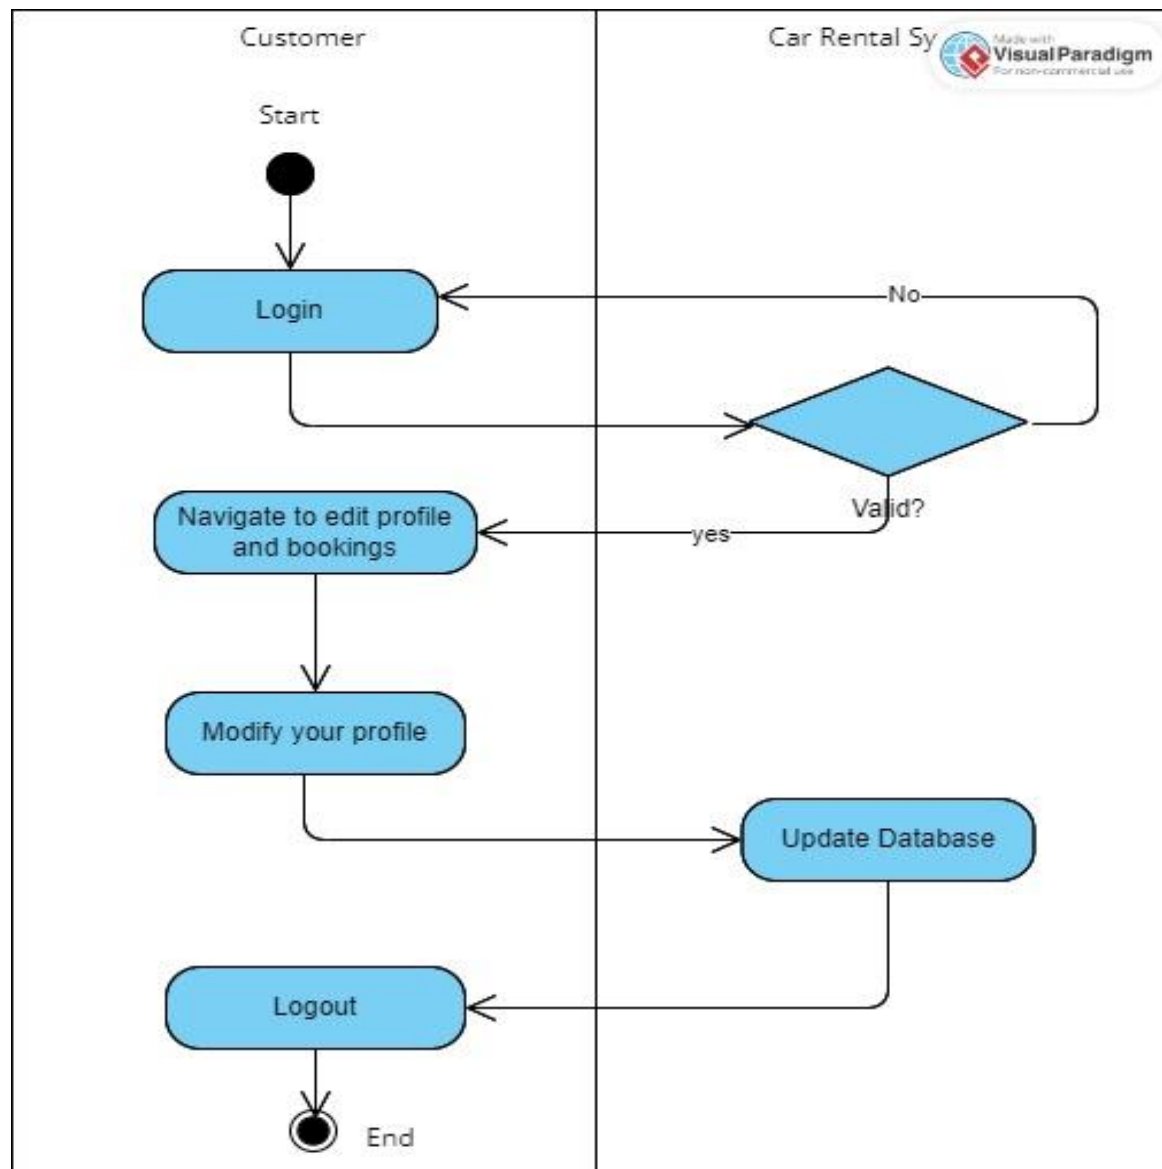 Customer
Car Rental Sy
Made with
Visual Paradigm
For non-commercial use
Start
Login
No
Valid?
Navigate to edit profile
and bookings
yes
Modify your profile
Update Database
Logout
End